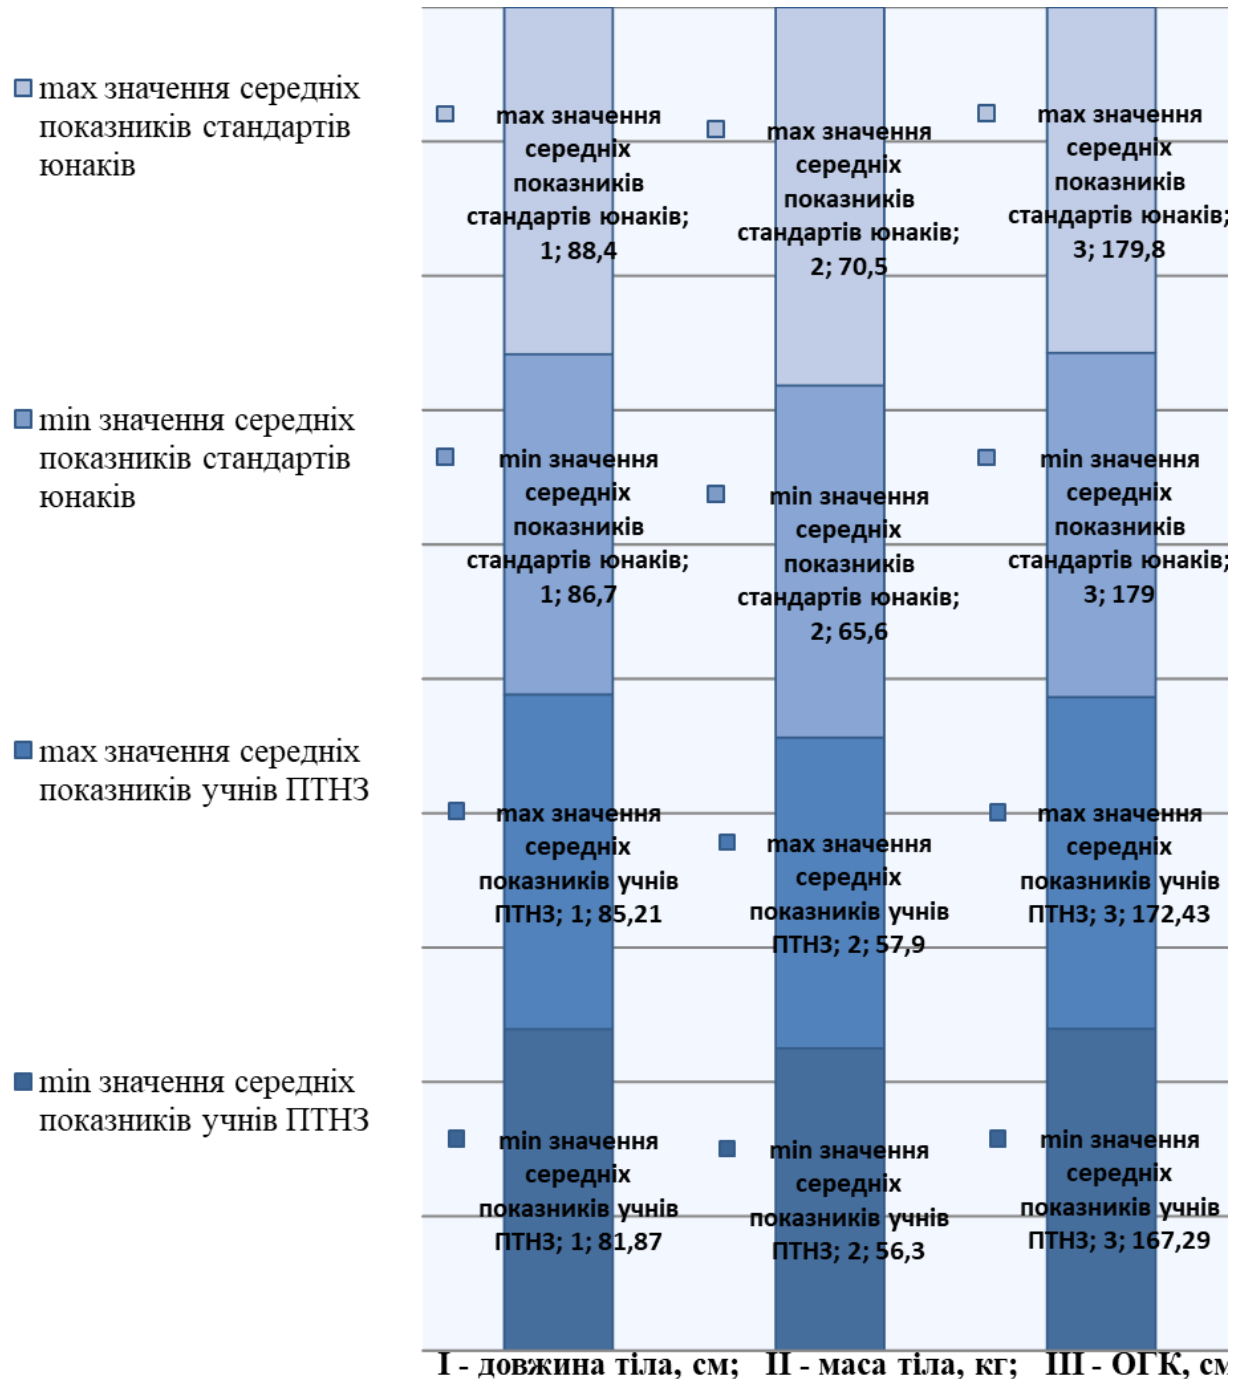 max значення середніх
показників стандартів
юнаків
min значення середніх
показників стандартів
юнаків
max значення середніх
показників учнів ПТНЗ
min значення середніх
показників учнів ПТНЗ
max значення
середніх
показників
стандартів юнаків;
1; 88,4
max значення
середніх
показників
стандартів юнаків;
2; 70,5
max значення
середніх
показників
стандартів юнаків;
3; 179,8
min значення
середніх
показників
стандартів юнаків;
1; 86,7
min значення
середніх
показників
стандартів юнаків;
2; 65,6
min значення
середніх
показників
стандартів юнаків;
3; 179
max значення
середніх
показників учнів
ПТНЗ; 1; 85,21
max значення
середніх
показників учнів
ПТНЗ; 2; 57,9
max значення
середніх
показників учнів
ПТНЗ; 3; 172,43
min значення
середніх
показників учнів
ПТНЗ; 1; 81,87
min значення
середніх
показників учнів
ПТНЗ; 2; 56,3
min значення
середніх
показників учнів
ПТНЗ; 3; 167,29
I - довжина тіла, см; II - маса тіла, кг; III - ОГК, см